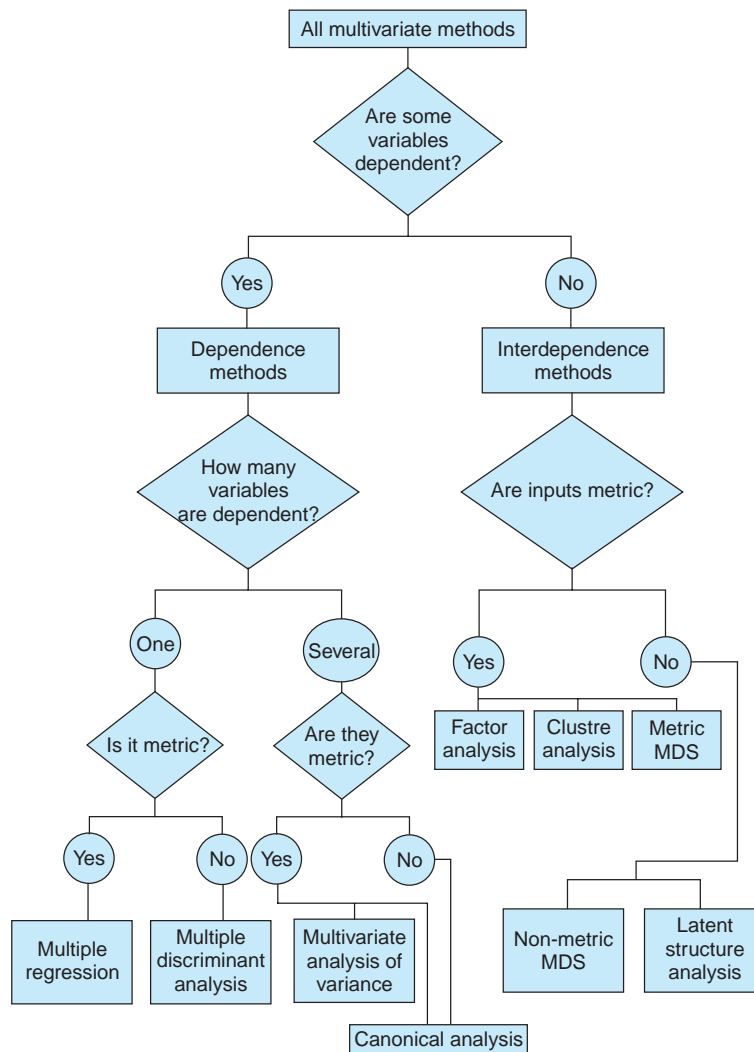 All multivariate methods
Are some
variables
dependent?
Yes
No
Dependence
methods
Interdependence
methods
How many
variables
are dependent?
Are inputs metric?
One
Several
Yes
No
Is it metric?
Are they
metric?
Factor
analysis
Clustre
analysis
Metric
MDS
Yes
No
Yes
No
Multiple
regression
Multiple
discriminant
analysis
Multivariate
analysis of
variance
Non-metric
MDS
Latent
structure
analysis
Canonical analysis